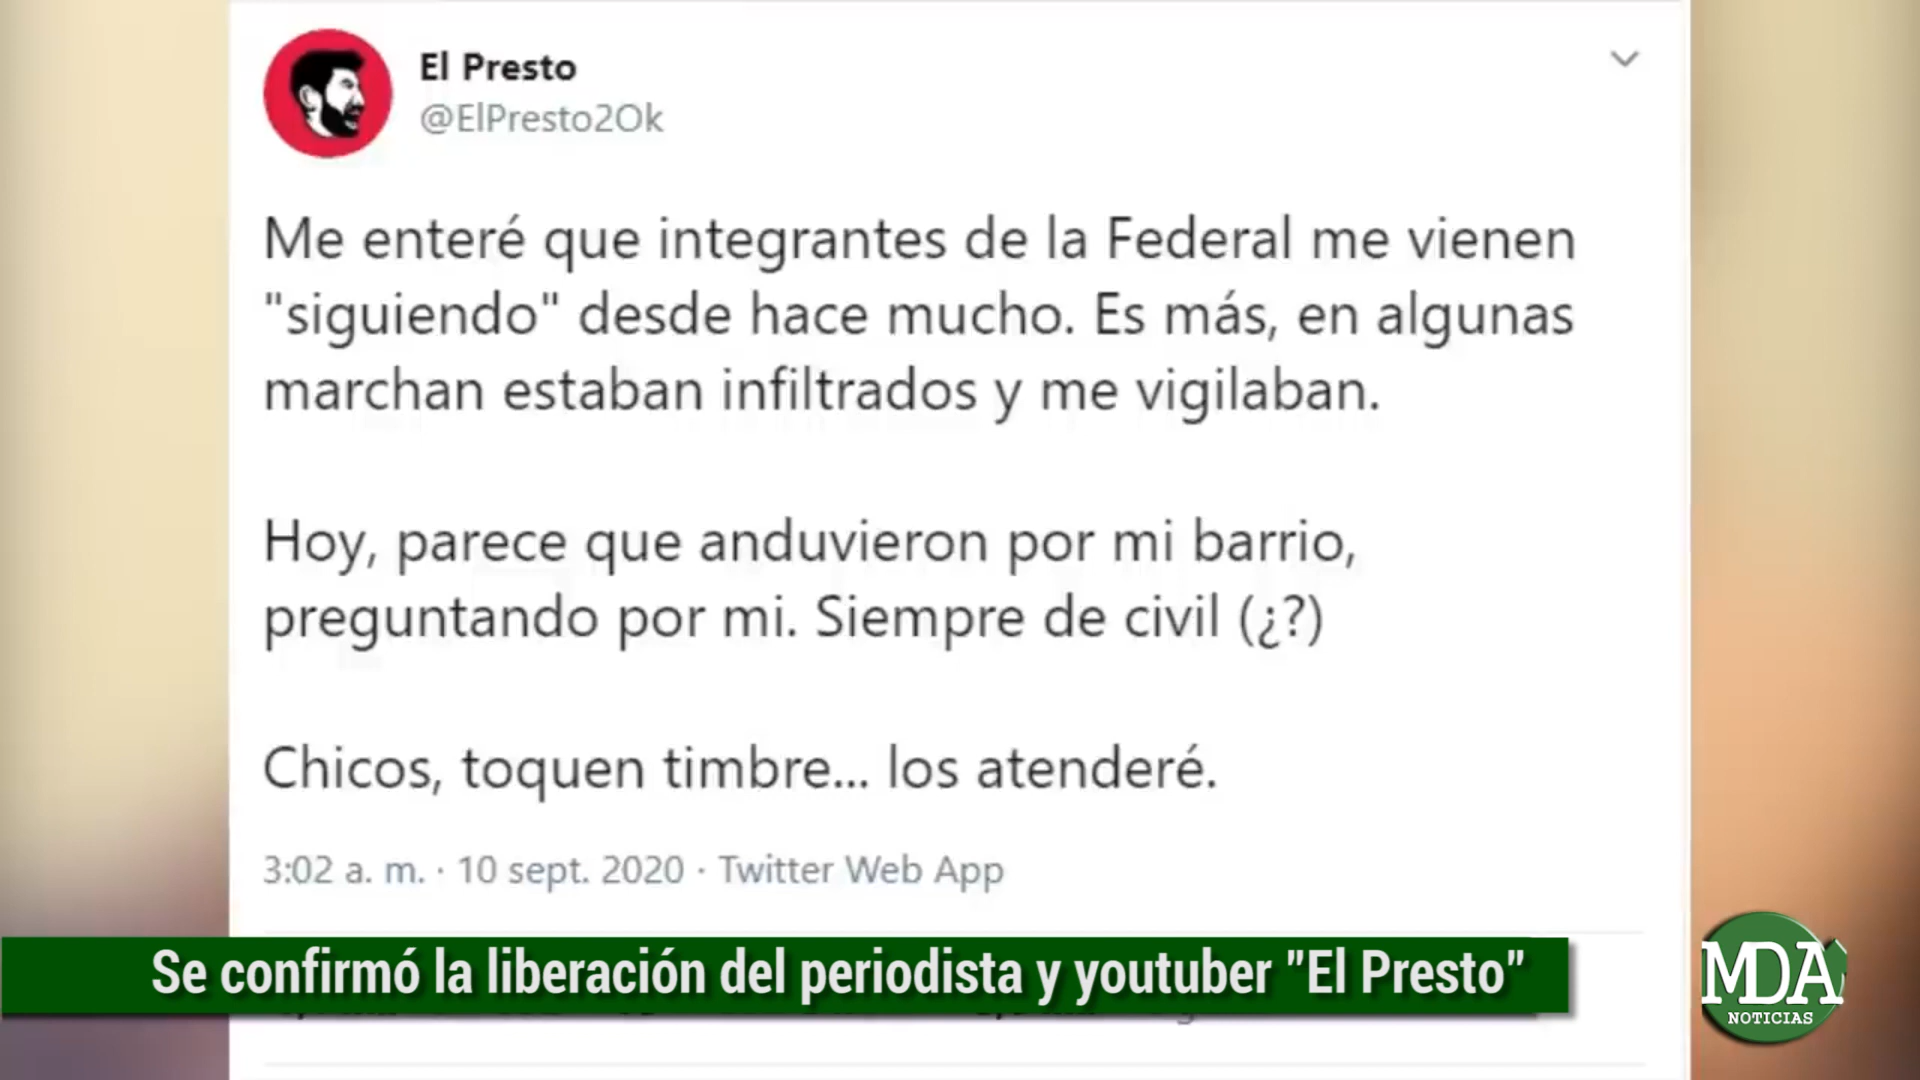 El Presto
@ElPresto2Ok
Me enteré que integrantes de la Federal me vienen
"siguiendo" desde hace mucho. Es más, en algunas
marchan estaban infiltrados y me vigilaban.
Hoy, parece que anduvieron por mi barrio,
preguntando por mi. Siempre de civil (¿?)
Chicos, toquen timbre... los atenderé.
3:02 a. m. · 10 sept. 2020 · Twitter Web App
Se confirmó la liberación del periodista y youtuber "El Presto"
MDA
NOTICIAS